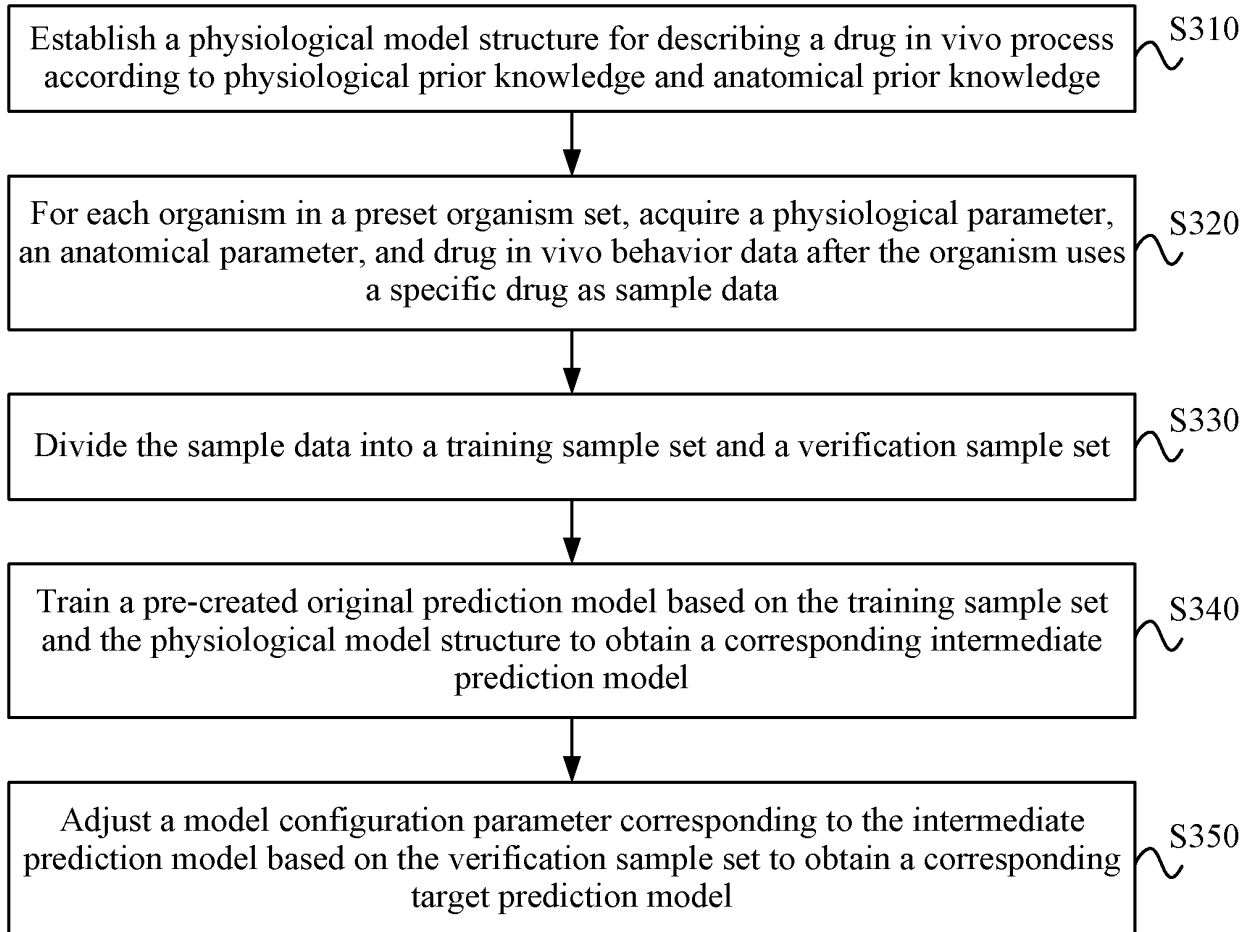 Establish a physiological model structure for describing a drug in vivo process
according to physiological prior knowledge and anatomical prior knowledge
S310
For each organism in a preset organism set, acquire a physiological parameter,
an anatomical parameter, and drug in vivo behavior data after the organism uses
a specific drug as sample data
S320
Divide the sample data into a training sample set and a verification sample set
S330
Train a pre-created original prediction model based on the training sample set
and the physiological model structure to obtain a corresponding intermediate
prediction model
S340
Adjust a model configuration parameter corresponding to the intermediate
prediction model based on the verification sample set to obtain a corresponding
target prediction model
S350